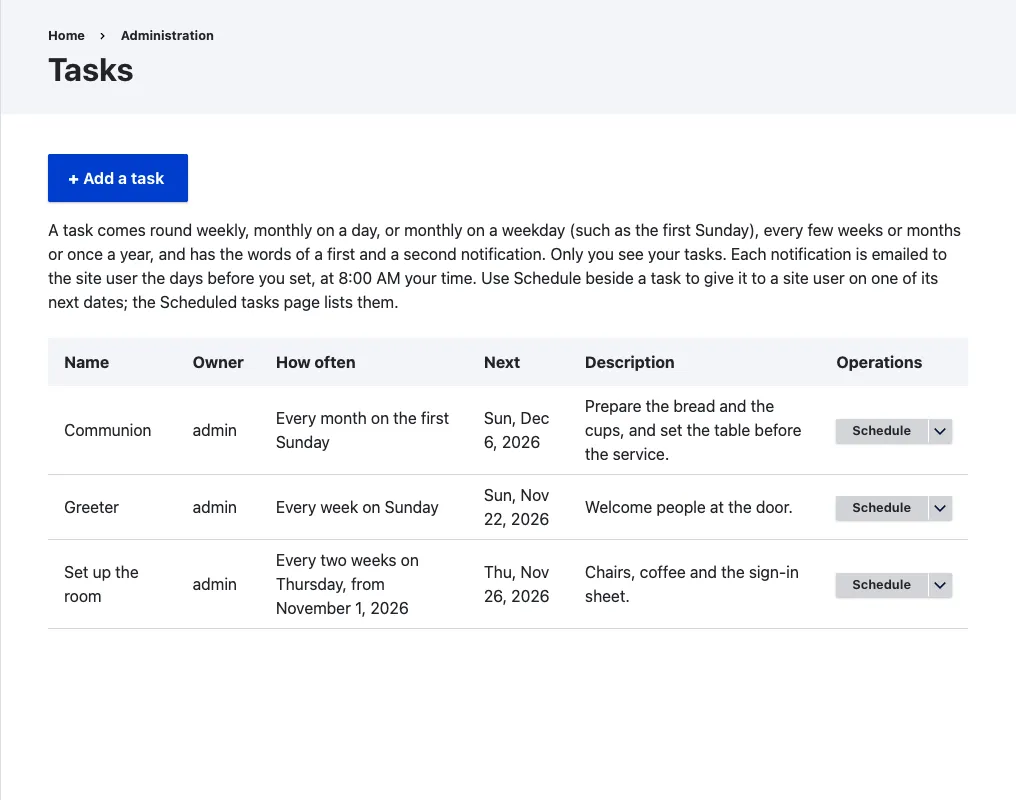 Home › Administration
Tasks
+ Add a task
A task comes round weekly, monthly on a day, or monthly on a weekday (such as the first Sunday), every few weeks or months
or once a year, and has the words of a first and a second notification. Only you see your tasks. Each notification is emailed to
the site user the days before you set, at 8:00 AM your time. Use Schedule beside a task to give it to a site user on one of its
next dates; the Scheduled tasks page lists them.
Name Owner How often Next Description Operations
Communion admin Every month on the first Sunday Sun, Dec 6, 2026 Prepare the bread and the cups, and set the table before the service. Schedule
Greeter admin Every week on Sunday Sun, Nov 22, 2026 Welcome people at the door. Schedule
Set up the room admin Every two weeks on Thursday, from November 1, 2026 Thu, Nov 26, 2026 Chairs, coffee and the sign-in sheet. Schedule